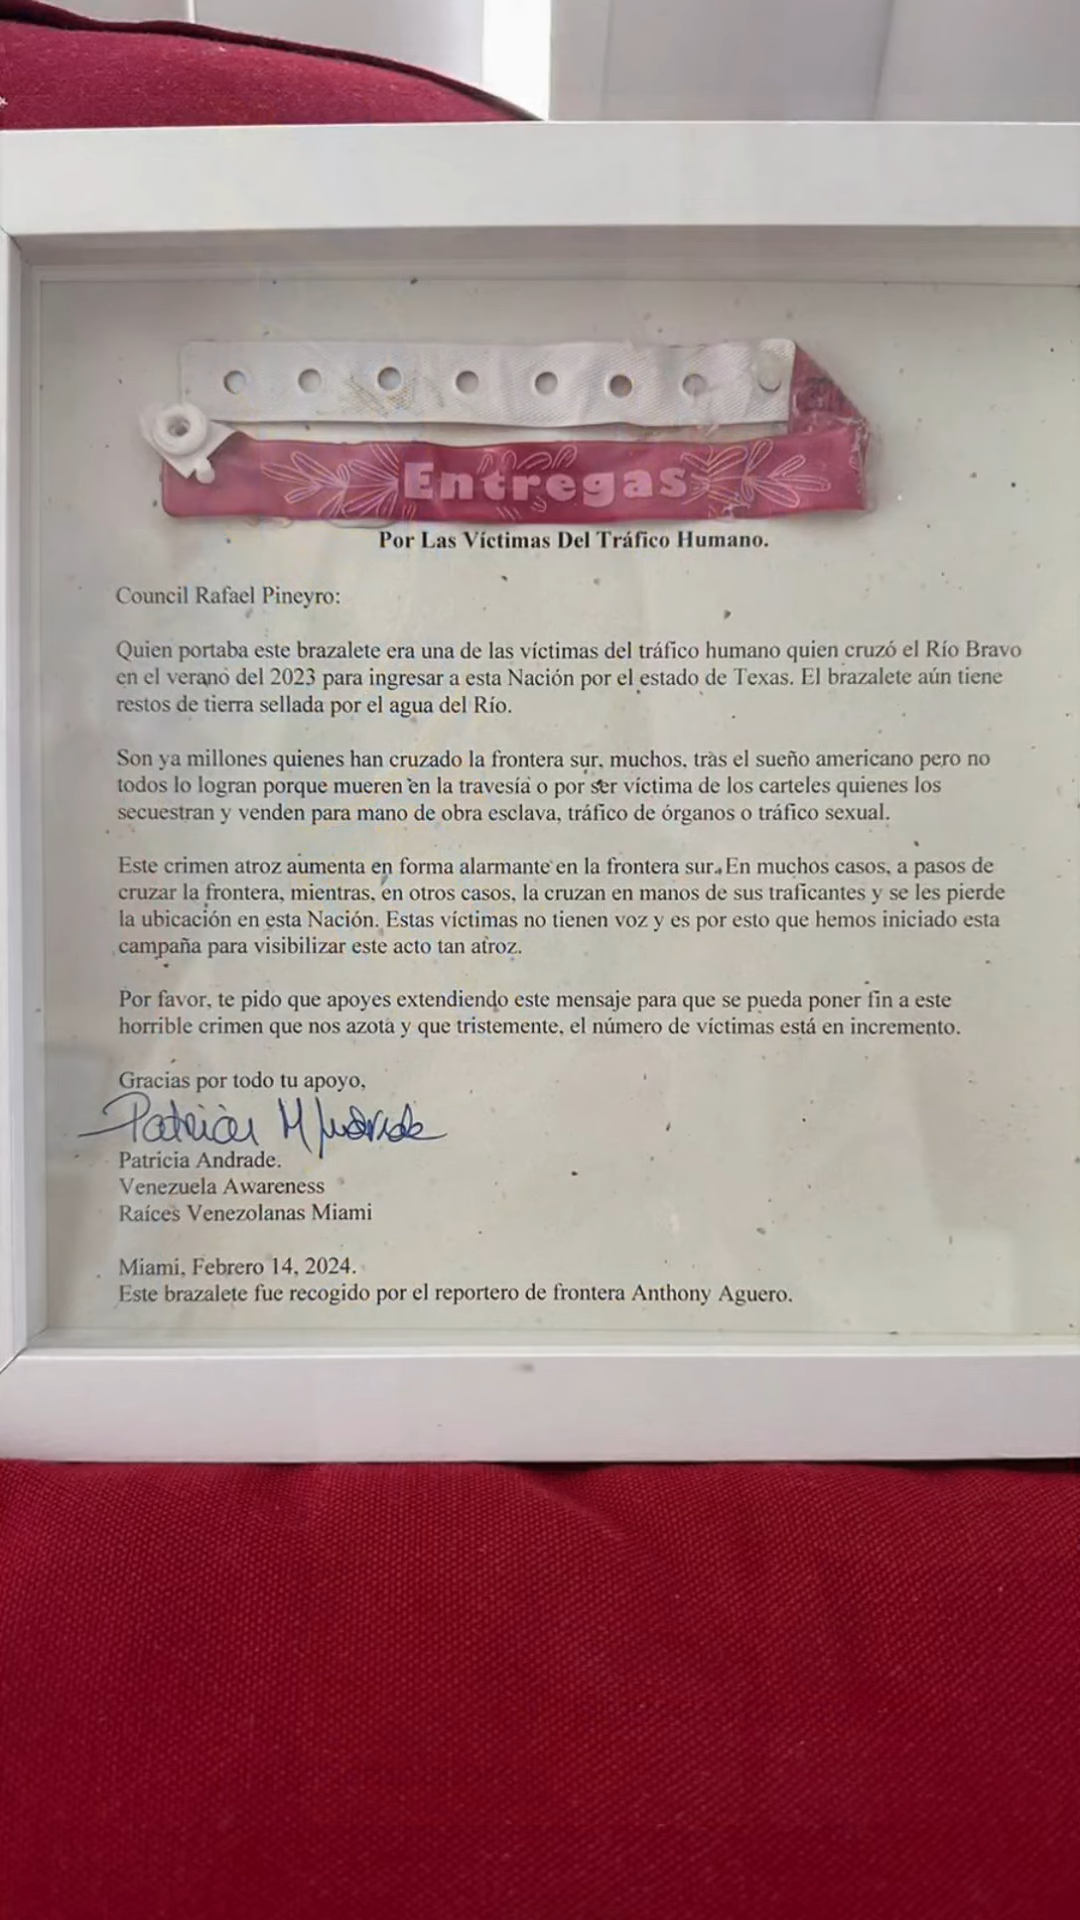 Entregas
Por Las Víctimas Del Tráfico Humano.
Council Rafael Pineyro:
Quien portaba este brazalete era una de las víctimas del tráfico humano quien cruzó el Río Bravo
en el verano del 2023 para ingresar a esta Nación por el estado de Texas. El brazalete aún tiene
restos de tierra sellada por el agua del Río.
Son ya millones quienes han cruzado la frontera sur, muchos, tras el sueño americano pero no
todos lo logran porque mueren en la travesía o por ser víctima de los carteles quienes los
secuestran y venden para mano de obra esclava, tráfico de órganos o tráfico sexual.
Este crimen atroz aumenta en forma alarmante en la frontera sur. En muchos casos, a pasos de
cruzar la frontera, mientras, en otros casos, la cruzan en manos de sus traficantes y se les pierde
la ubicación en esta Nación. Estas víctimas no tienen voz y es por esto que hemos iniciado esta
campaña para visibilizar este acto tan atroz.
Por favor, te pido que apoyes extendiendo este mensaje para que se pueda poner fin a este
horrible crimen que nos azota y que tristemente, el número de víctimas está en incremento.
Gracias por todo tu apoyo,
Patricia M Andrade
Patricia Andrade.
Venezuela Awareness
Raíces Venezolanas Miami
Miami, Febrero 14, 2024.
Este brazalete fue recogido por el reportero de frontera Anthony Aguero.